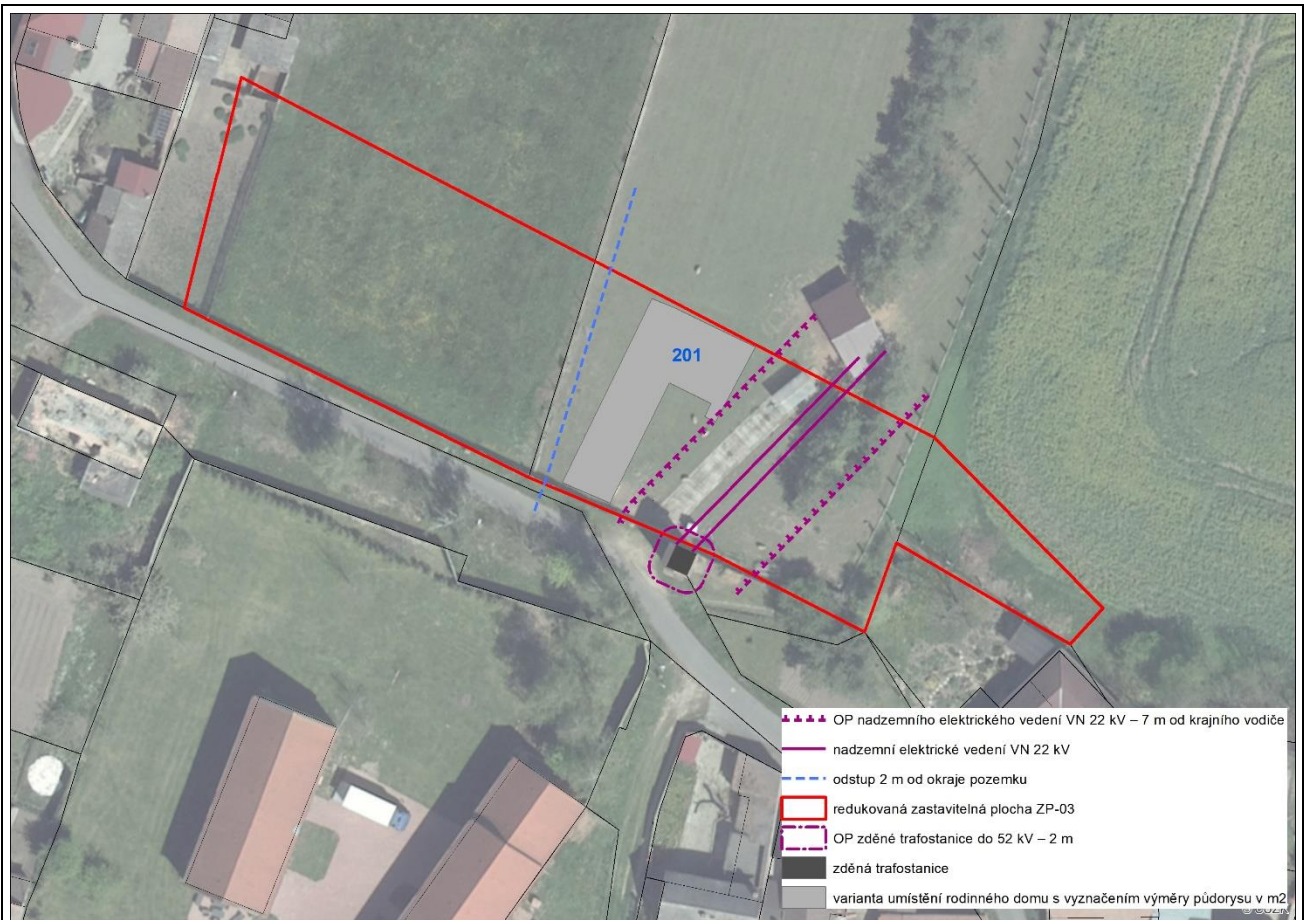 201
OP nadzemního elektrického vedení VN 22 kV – 7 m od krajního vodiče
nadzemní elektrické vedení VN 22 kV
odstup 2 m od okraje pozemku
redukovaná zastavitelná plocha ZP-03
OP zděné trafostanice do 52 kV – 2 m
zděná trafostanice
varianta umístění rodinného domu s vyznačením výměry půdorysu v m2